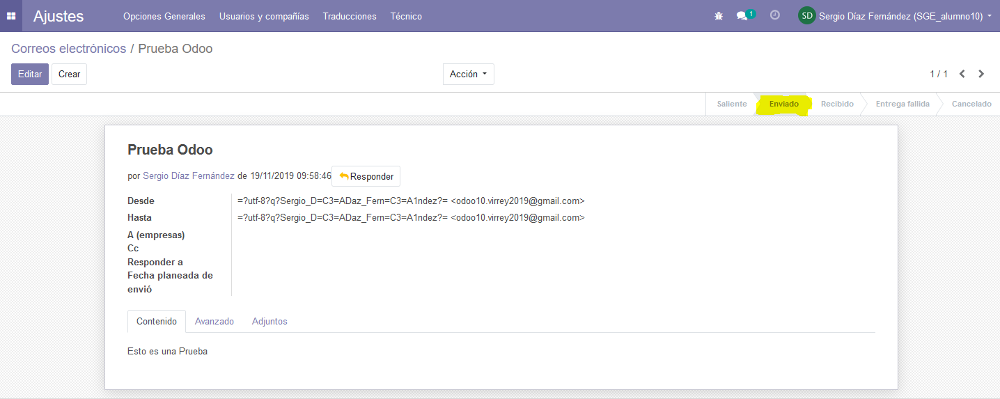 Ajustes Opciones Generales Usuarios y compañías Traducciones Técnico 1 SD Sergio Díaz Fernández (SGE_alumno10)
Correos electrónicos / Prueba Odoo
Editar Crear Acción 1 / 1
Saliente Enviado Recibido Entrega fallida Cancelado
Prueba Odoo
por Sergio Díaz Fernández de 19/11/2019 09:58:46 Responder
Desde =?utf-8?q?Sergio_D=C3=ADaz_Fern=C3=A1ndez?= <odoo10.virrey2019@gmail.com>
Hasta =?utf-8?q?Sergio_D=C3=ADaz_Fern=C3=A1ndez?= <odoo10.virrey2019@gmail.com>
A (empresas)
Cc
Responder a
Fecha planeada de
envió
Contenido Avanzado Adjuntos
Esto es una Prueba